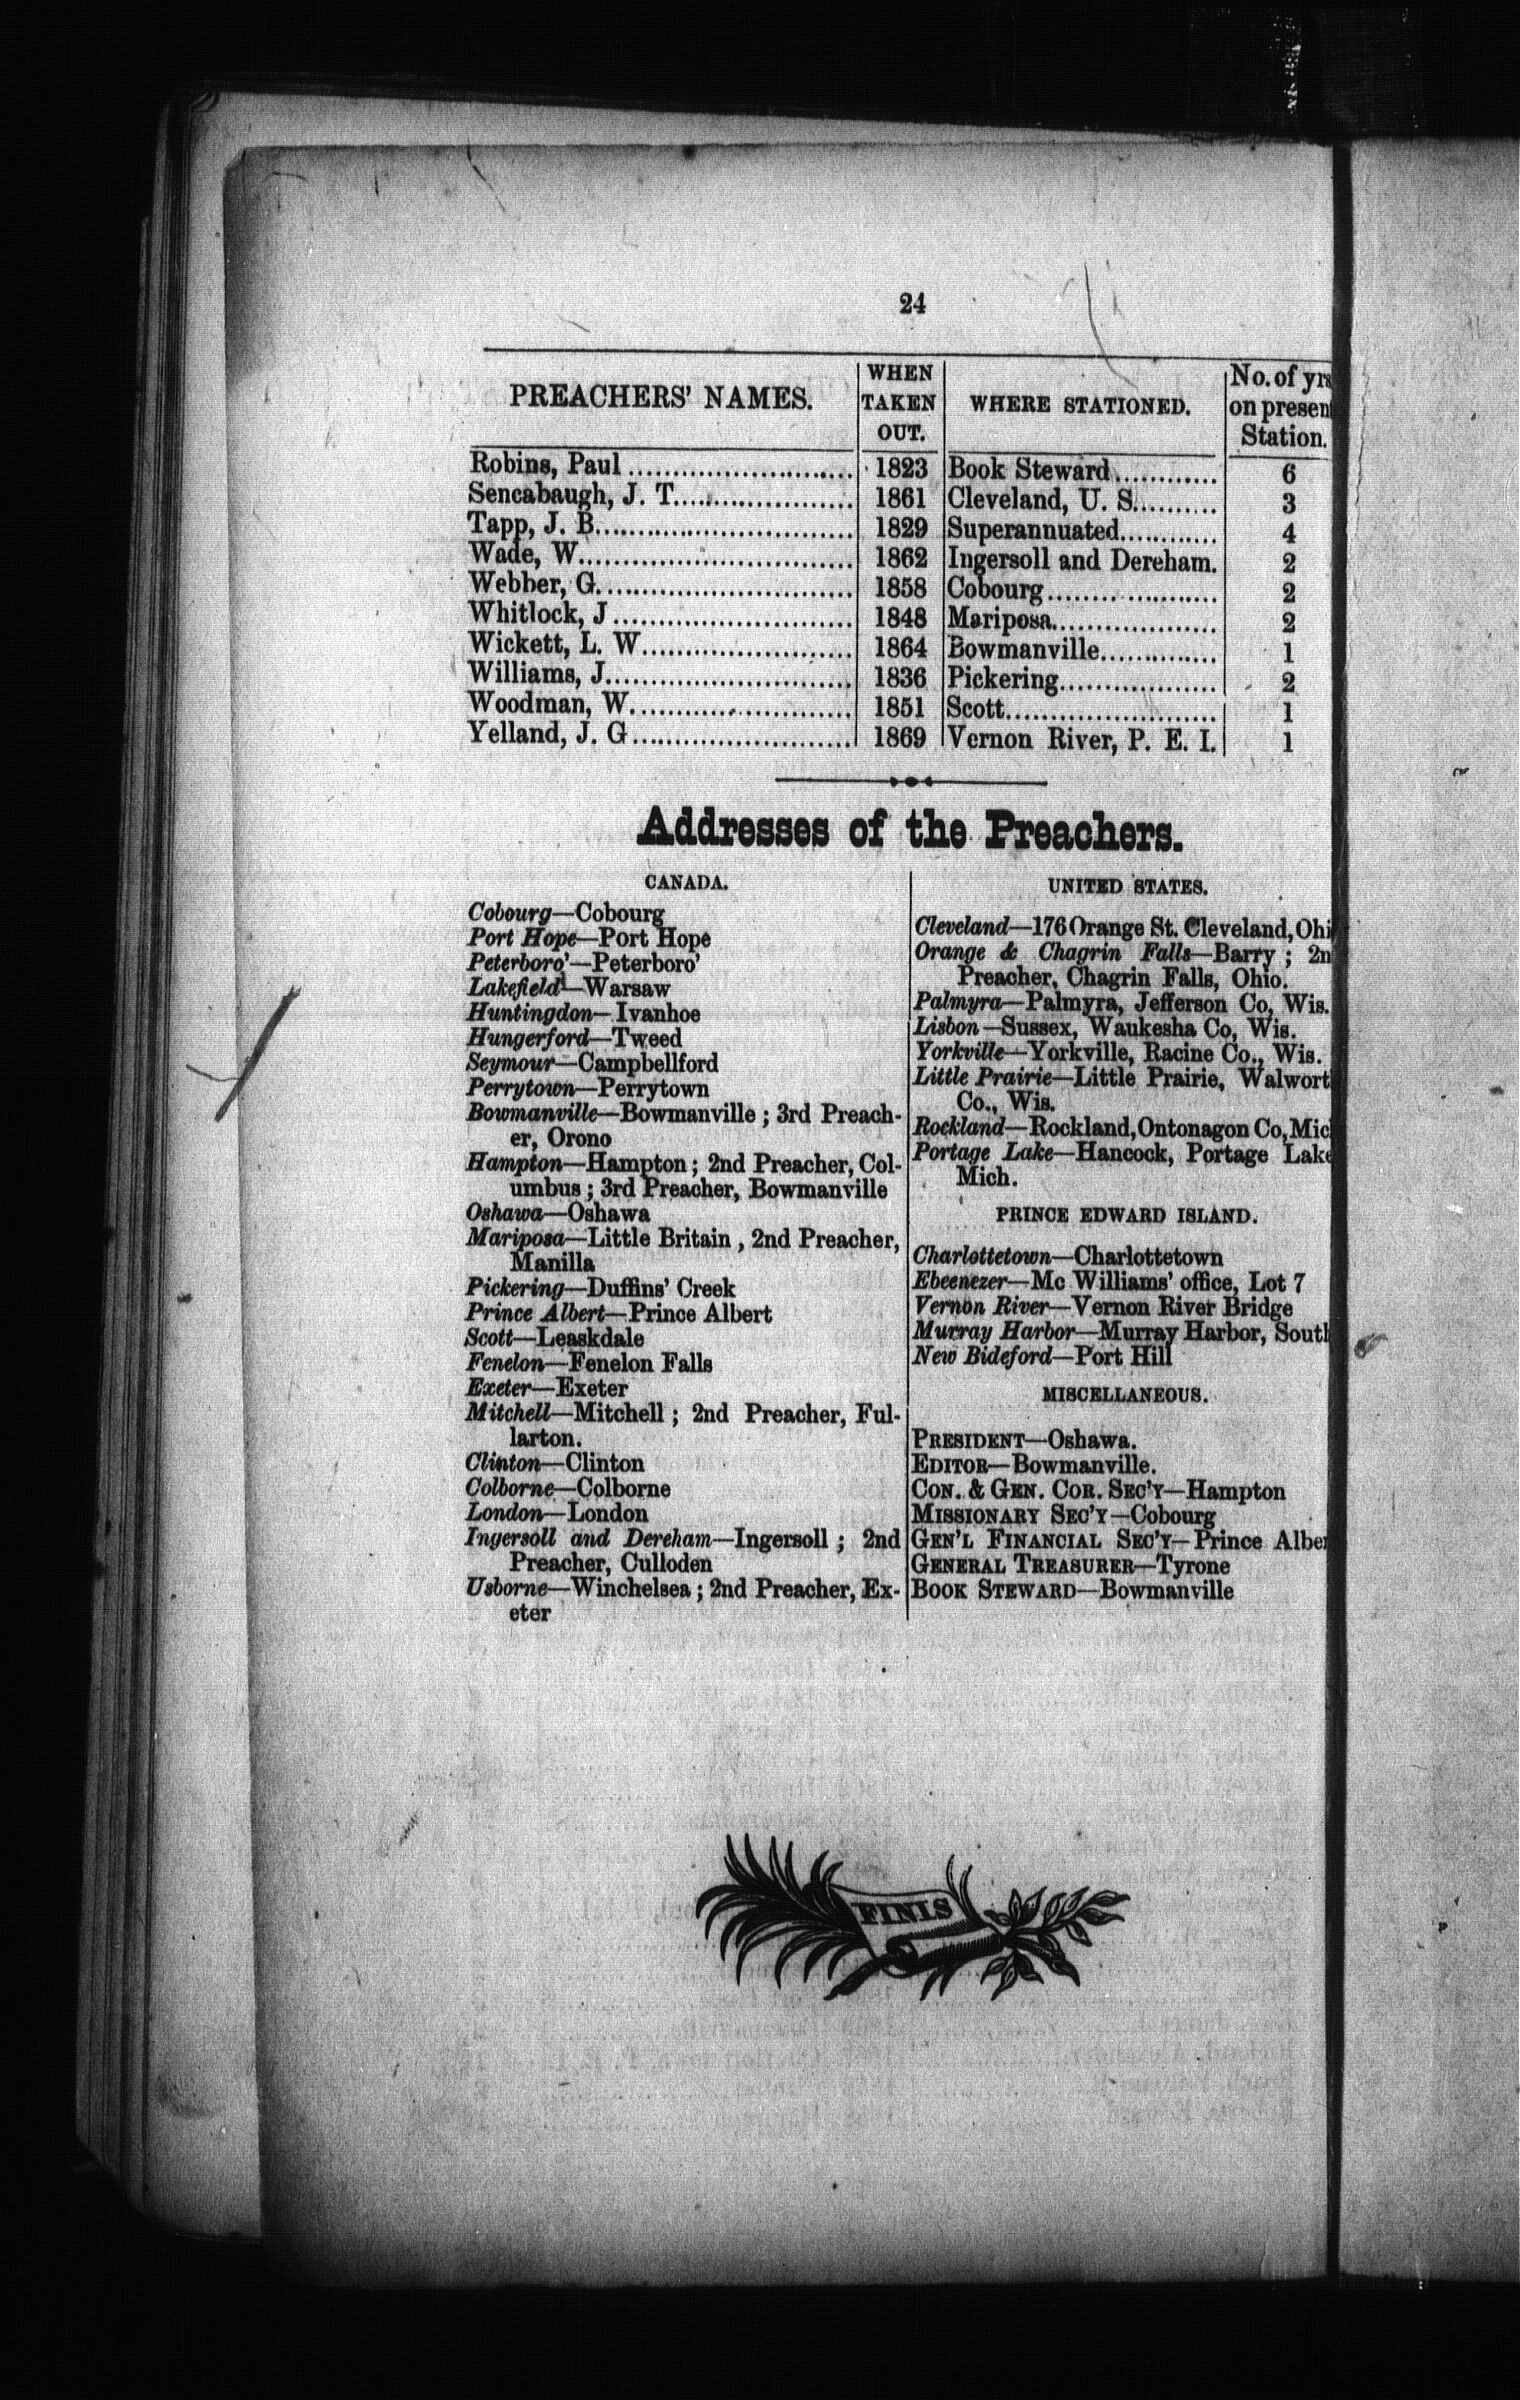 24
PREACHERS' NAMES. WHEN TAKEN OUT. WHERE STATIONED. No. of yrs on present Station.
Robins, Paul 1823 Book Steward 6
Sencabaugh, J. T. 1861 Cleveland, U. S. 3
Tapp, J. B. 1829 Superannuated 4
Wade, W. 1862 Ingersoll and Dereham. 2
Webber, G. 1858 Cobourg 2
Whitlock, J 1848 Mariposa 2
Wickett, L. W. 1864 Bowmanville 1
Williams, J. 1836 Pickering 2
Woodman, W. 1851 Scott 1
Yelland, J. G 1869 Vernon River, P. E. I. 1
Addresses of the Preachers.
CANADA.
Cobourg—Cobourg
Port Hope—Port Hope
Peterboro'—Peterboro'
Lakefield—Warsaw
Huntingdon—Ivanhoe
Hungerford—Tweed
Seymour—Campbellford
Perrytown—Perrytown
Bowmanville—Bowmanville; 3rd Preach-
er, Orono
Hampton—Hampton; 2nd Preacher, Col-
umbus; 3rd Preacher, Bowmanville
Oshawa—Oshawa
Mariposa—Little Britain, 2nd Preacher,
Manilla
Pickering—Duffins' Creek
Prince Albert—Prince Albert
Scott—Leaskdale
Fenelon—Fenelon Falls
Exeter—Exeter
Mitchell—Mitchell; 2nd Preacher, Ful-
larton.
Clinton—Clinton
Colborne—Colborne
London—London
Ingersoll and Dereham—Ingersoll; 2nd
Preacher, Culloden
Usborne—Winchelsea; 2nd Preacher, Ex-
eter
UNITED STATES.
Cleveland—176 Orange St. Cleveland, Ohi
Orange & Chagrin Falls—Barry; 2n
Preacher, Chagrin Falls, Ohio.
Palmyra—Palmyra, Jefferson Co, Wis.
Lisbon—Sussex, Waukesha Co, Wis.
Yorkville—Yorkville, Racine Co., Wis.
Little Prairie—Little Prairie, Walwort
Co., Wis.
Rockland—Rockland, Ontonagon Co, Mic
Portage Lake—Hancock, Portage Lake
Mich.
PRINCE EDWARD ISLAND.
Charlottetown—Charlottetown
Ebeenezer—Mc Williams' office, Lot 7
Vernon River—Vernon River Bridge
Murray Harbor—Murray Harbor, South
New Bideford—Port Hill
MISCELLANEOUS.
PRESIDENT—Oshawa.
EDITOR—Bowmanville.
CON. & GEN. COR. SEC'Y—Hampton
MISSIONARY SEC'Y—Cobourg
GEN'L FINANCIAL SEC'Y—Prince Alber
GENERAL TREASURER—Tyrone
BOOK STEWARD—Bowmanville
FINIS